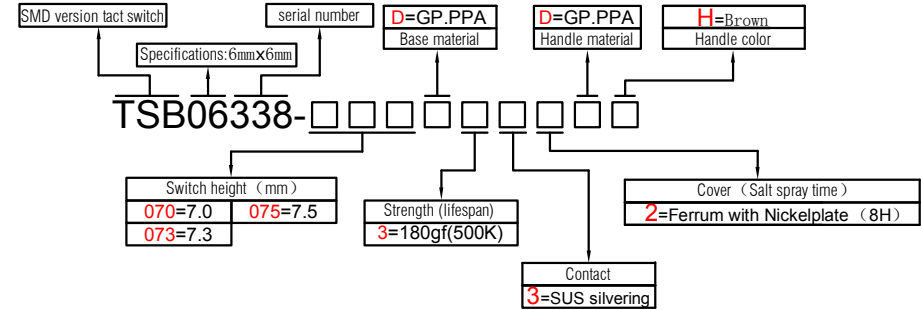 SMD version tact switch
serial number
D=GP.PPA
Base material
D=GP.PPA
Handle material
H=Brown
Handle color
Specifications:6mmX6mm
TSB06338-□□□□□□□□□
Switch height（mm）
070=7.0 075=7.5
073=7.3
Strength (lifespan)
3=180gf(500K)
Cover（Salt spray time）
2=Ferrum with Nickelplate（8H）
Contact
3=SUS silvering